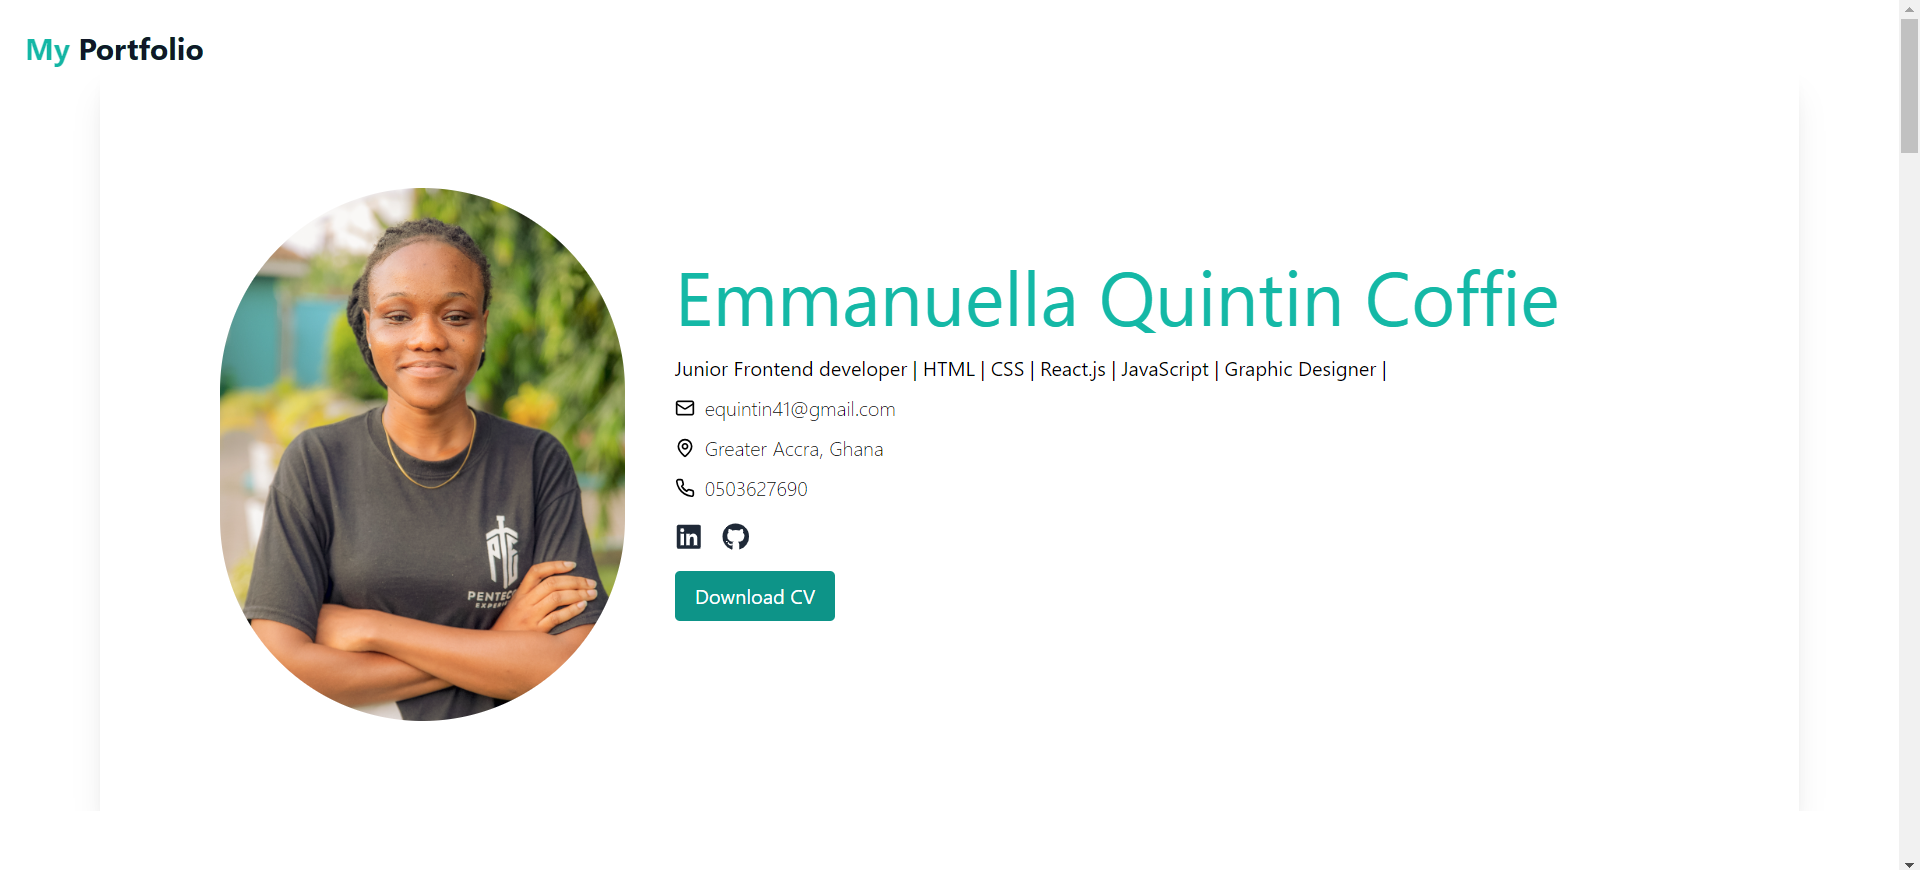 My Portfolio
Emmanuella Quintin Coffie
Junior Frontend developer | HTML | CSS | React.js | JavaScript | Graphic Designer |
equintin41@gmail.com
Greater Accra, Ghana
0503627690
in
Download CV